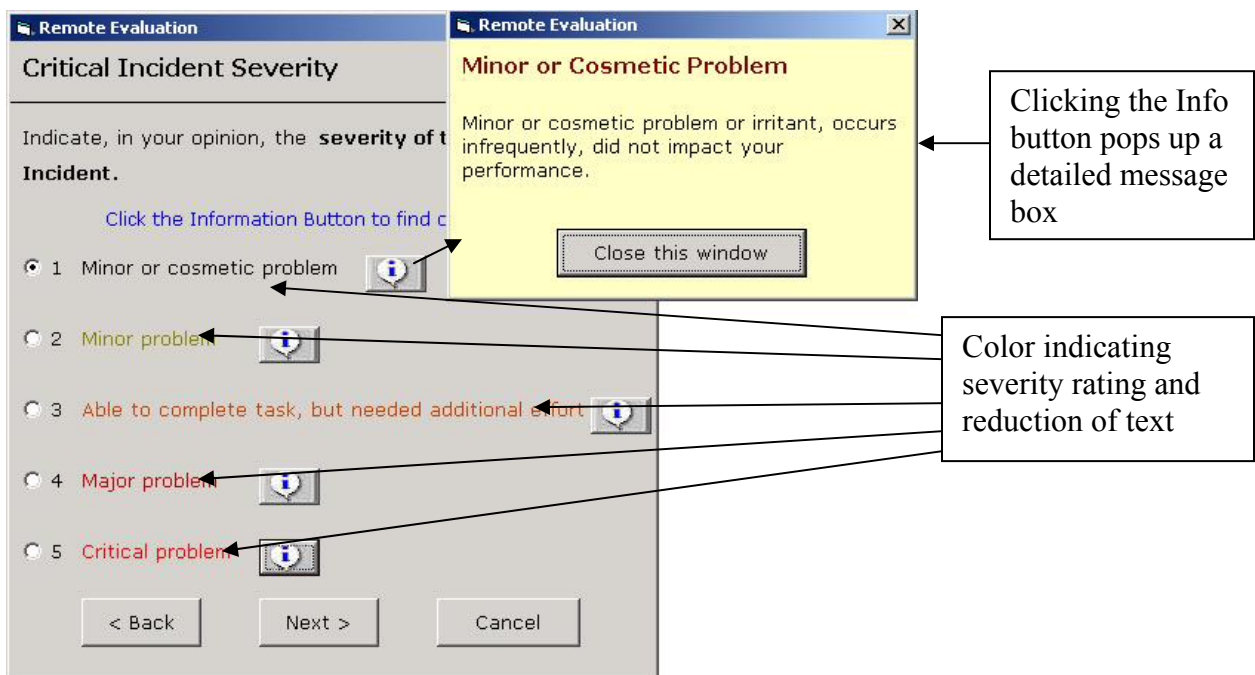 Remote Evaluation
Critical Incident Severity
Indicate, in your opinion, the severity of
Incident.
Click the Information Button to find
1 Minor or cosmetic problem
2 Minor problem
3 Able to complete task, but needed additional effort
4 Major problem
5 Critical problem
< Back
Next >
Cancel
Remote Evaluation
Minor or Cosmetic Problem
Minor or cosmetic problem or irritant, occurs
infrequently, did not impact your
performance.
Close this window
Clicking the Info
button pops up a
detailed message
box
Color indicating
severity rating and
reduction of text